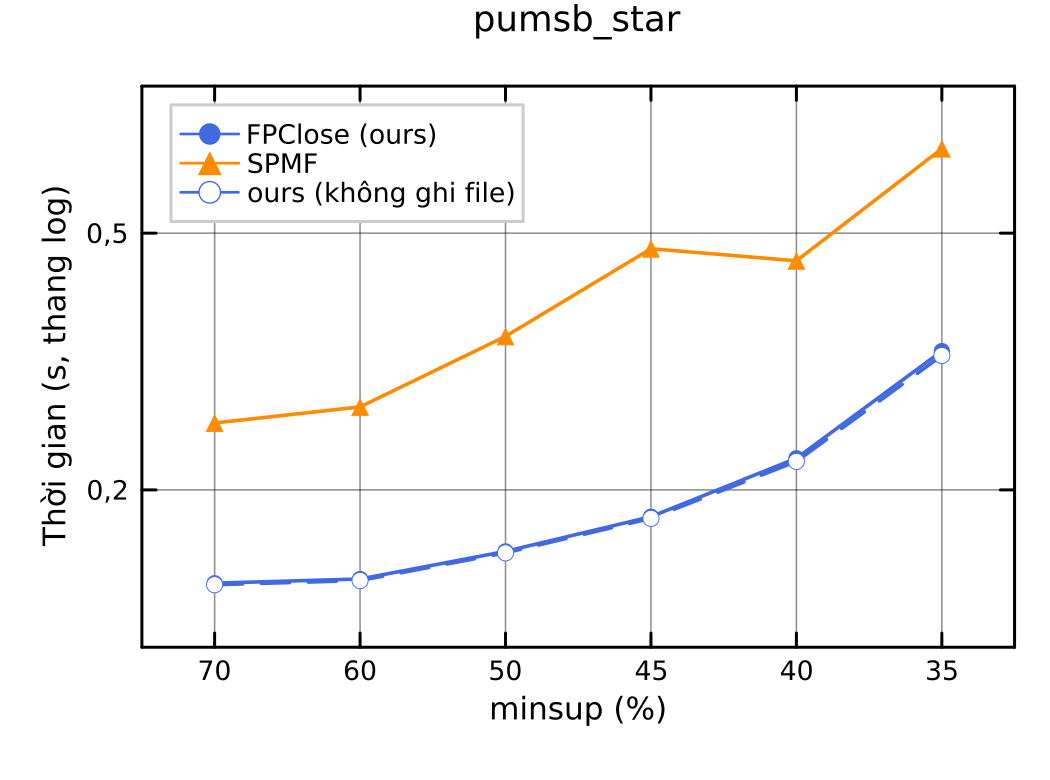 pumsb_star
FPClose (ours)
SPMF
ours (không ghi file)
Thời gian (s, thang log)
0,5
0,2
70 60 50 45 40 35
minsup (%)